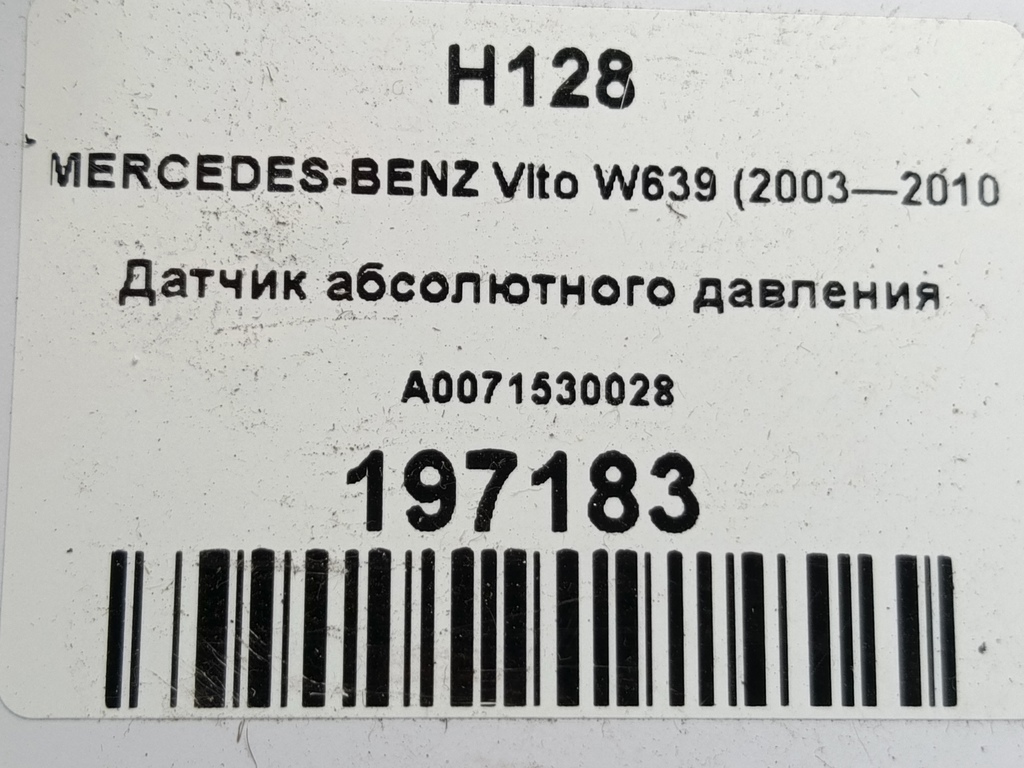 H128
MERCEDES-BENZ Vito W639 (2003—2010
Датчик абсолютного давления
A0071530028
197183